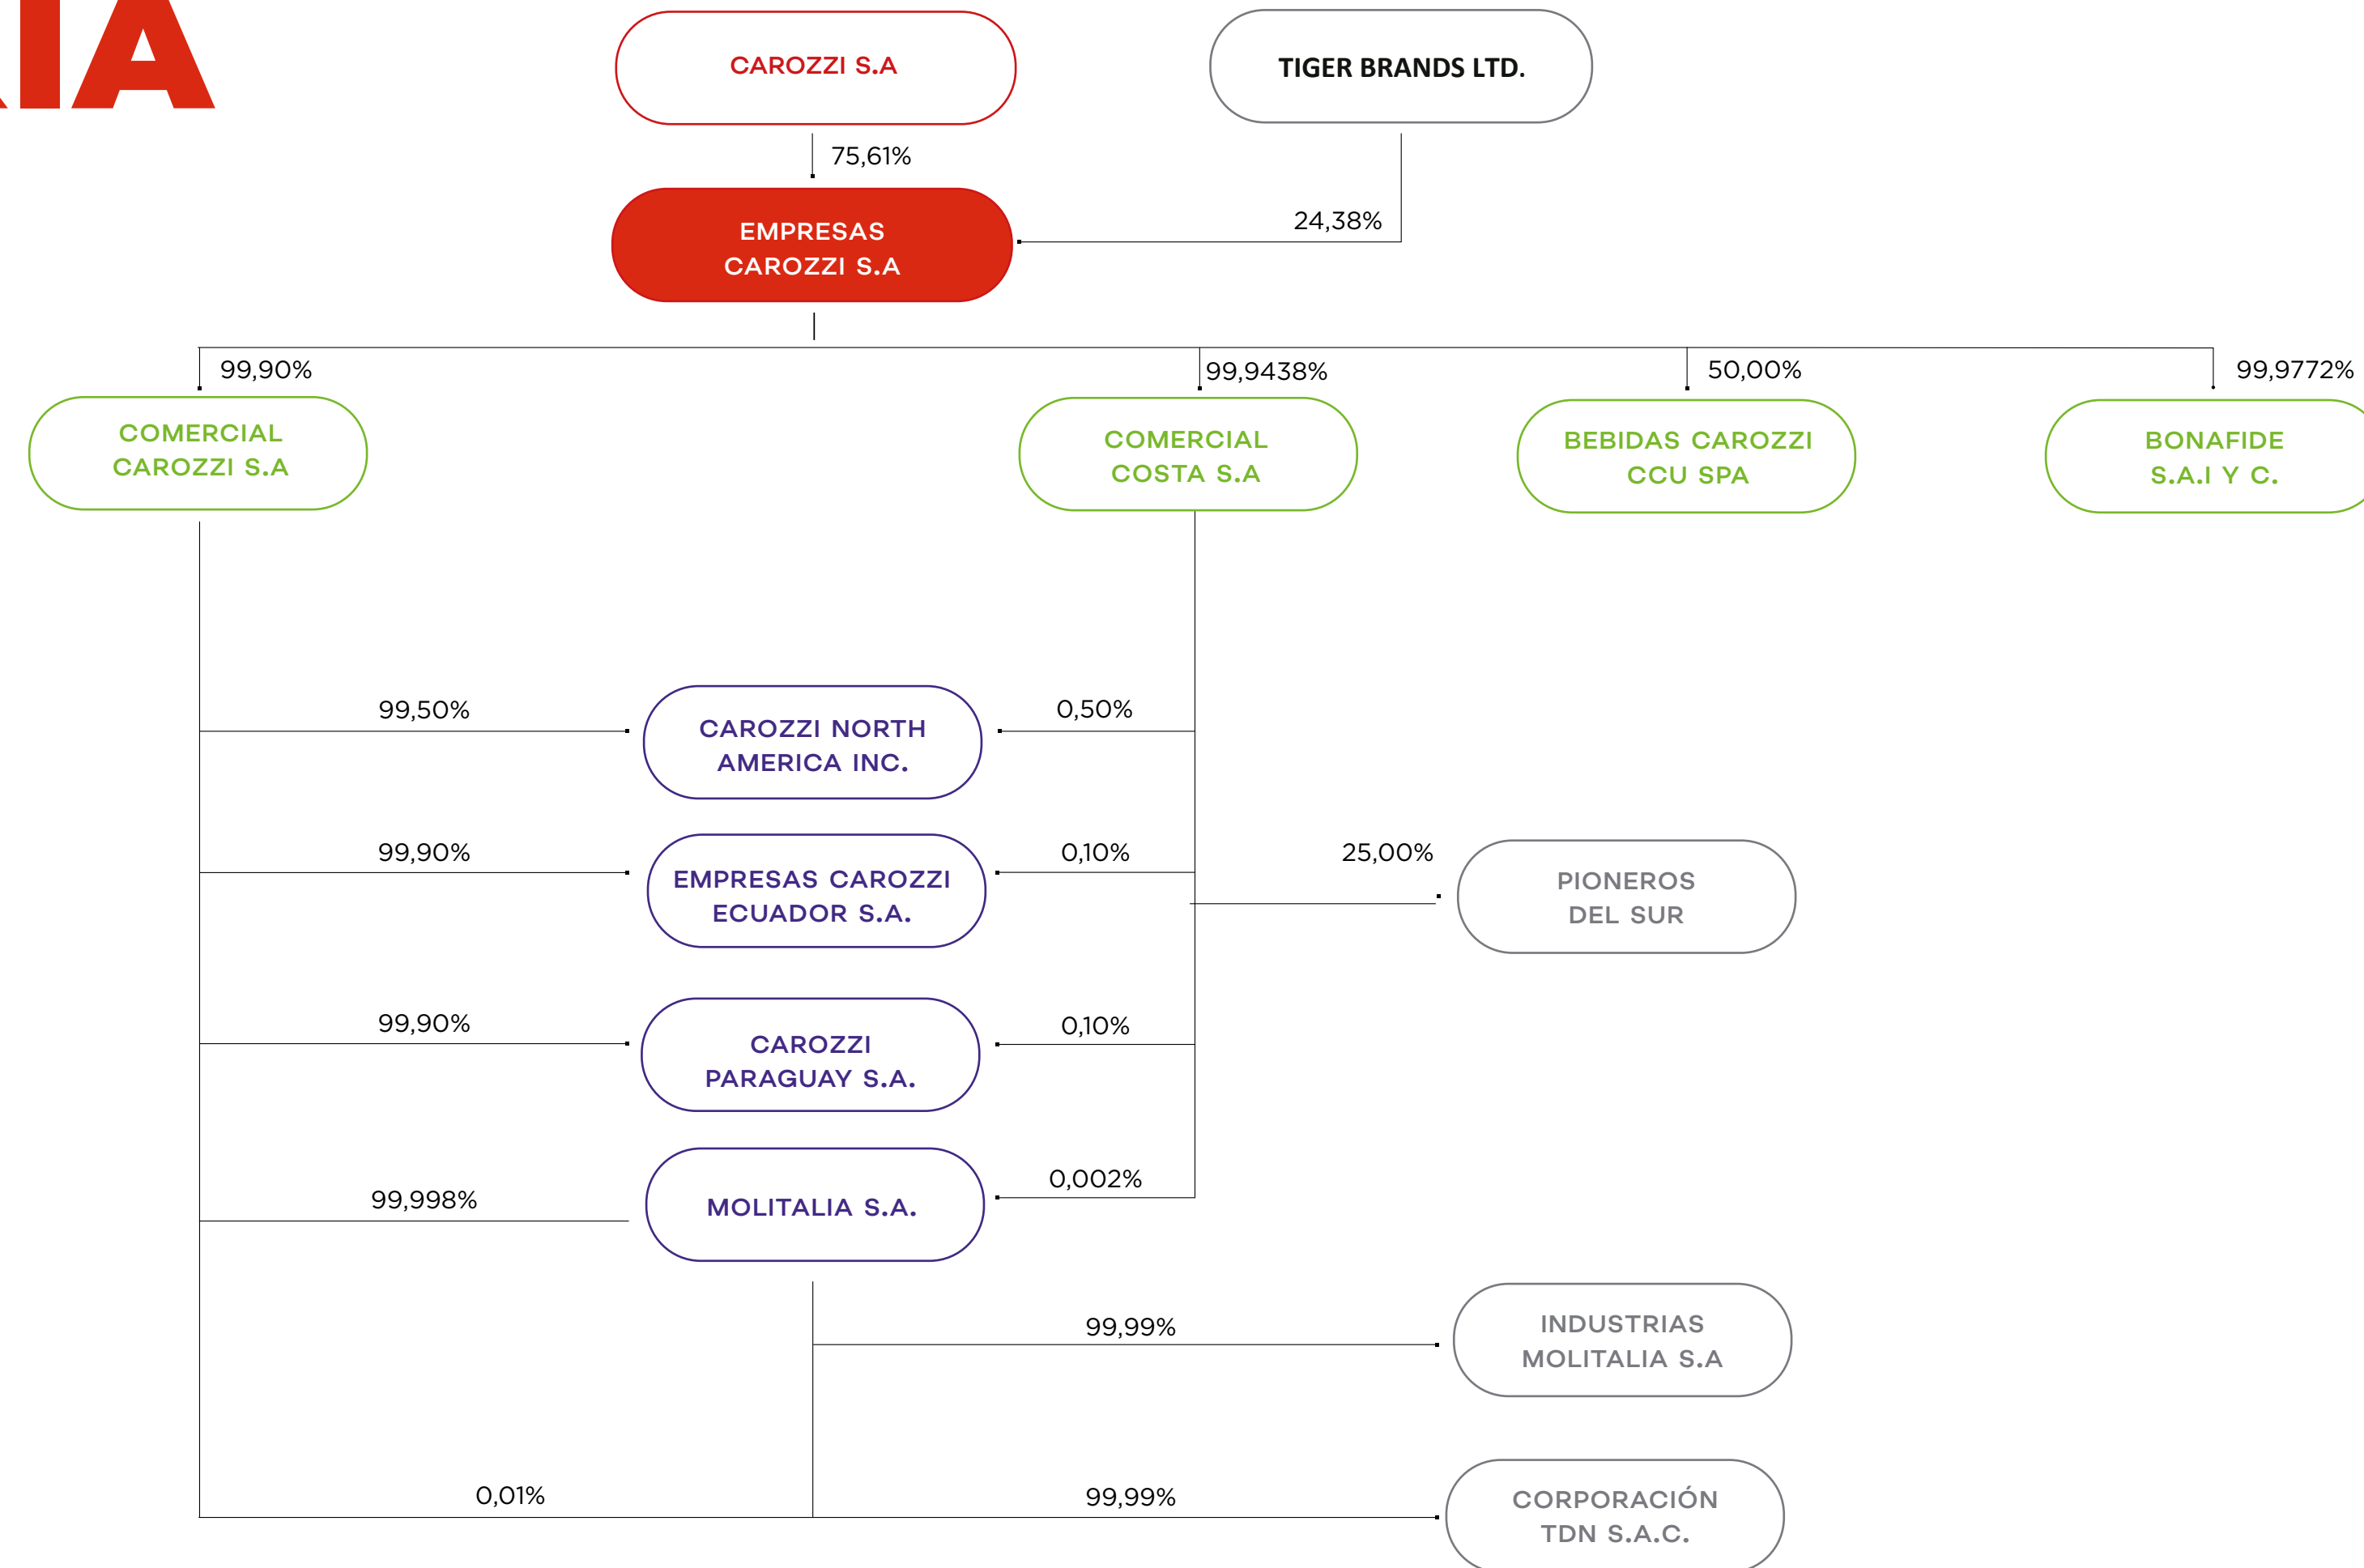 IA
CAROZZI S.A
TIGER BRANDS LTD.
75,61%
24,38%
EMPRESAS
CAROZZI S.A
99,90%
99,9438%
50,00%
99,9772%
COMERCIAL
CAROZZI S.A
COMERCIAL
COSTA S.A
BEBIDAS CAROZZI
CCU SPA
BONAFIDE
S.A.I Y C.
99,50%
CAROZZI NORTH
AMERICA INC.
0,50%
99,90%
EMPRESAS CAROZZI
ECUADOR S.A.
0,10%
25,00%
PIONEROS
DEL SUR
99,90%
CAROZZI
PARAGUAY S.A.
0,10%
99,998%
MOLITALIA S.A.
0,002%
99,99%
INDUSTRIAS
MOLITALIA S.A
0,01%
99,99%
CORPORACIÓN
TDN S.A.C.